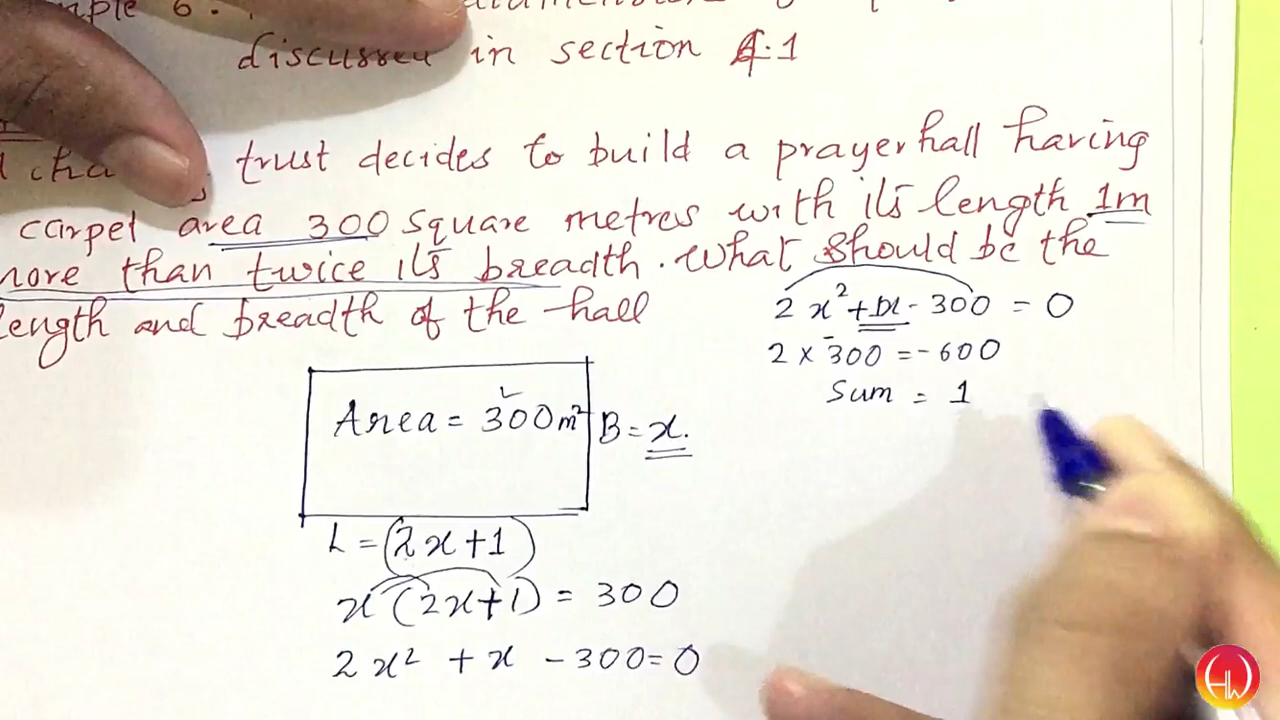 6.
discussed in section 4.1
trust decides to build a prayer hall having
carpet area 300 square metres with its length 1m
more than twice its breadth. What should be the
length and breadth of the hall
2x² + 1x - 300 = 0
2 × -300 = -600
Sum = 1
Area = 300m² B = x.
L = (2x+1)
x(2x+1) = 300
2x² + x - 300 = 0